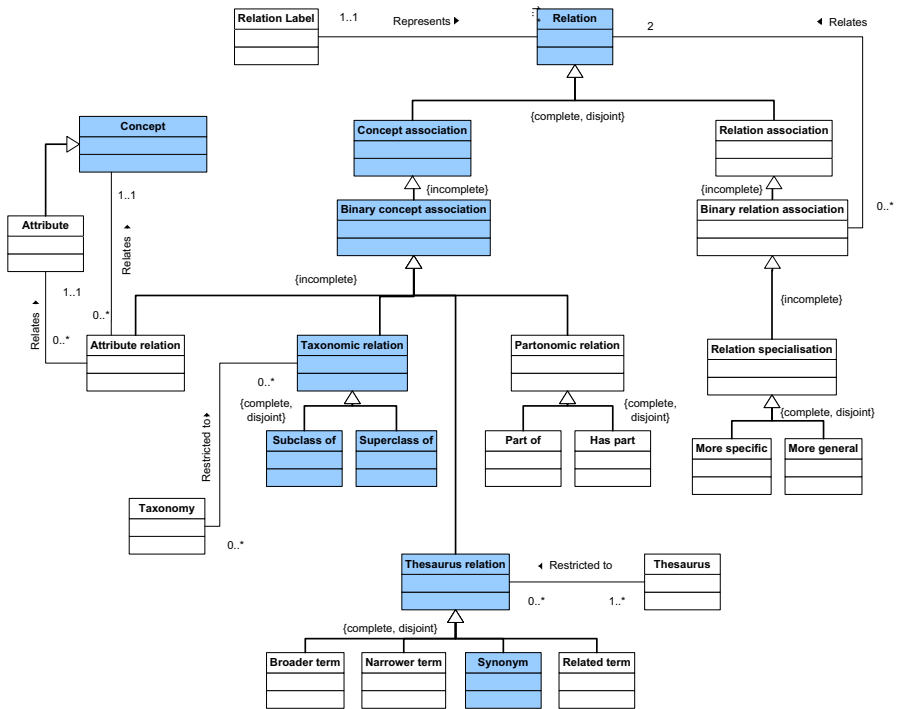 Relation Label
1..1
Represents
Relation
2
Relates
{complete, disjoint}
Concept
Concept association
Relation association
{incomplete}
{incomplete}
1..1
Binary concept association
Binary relation association
0..*
Attribute
Relates
{incomplete}
{incomplete}
1..1
0..*
Relates
0..*
Attribute relation
Taxonomic relation
Partonomic relation
Relation specialisation
0..*
{complete,
disjoint}
{complete,
disjoint}
{complete, disjoint}
Restricted to
Subclass of
Superclass of
Part of
Has part
More specific
More general
Taxonomy
0..*
Thesaurus relation
Restricted to
Thesaurus
0..*
1..*
{complete, disjoint}
Broader term
Narrower term
Synonym
Related term